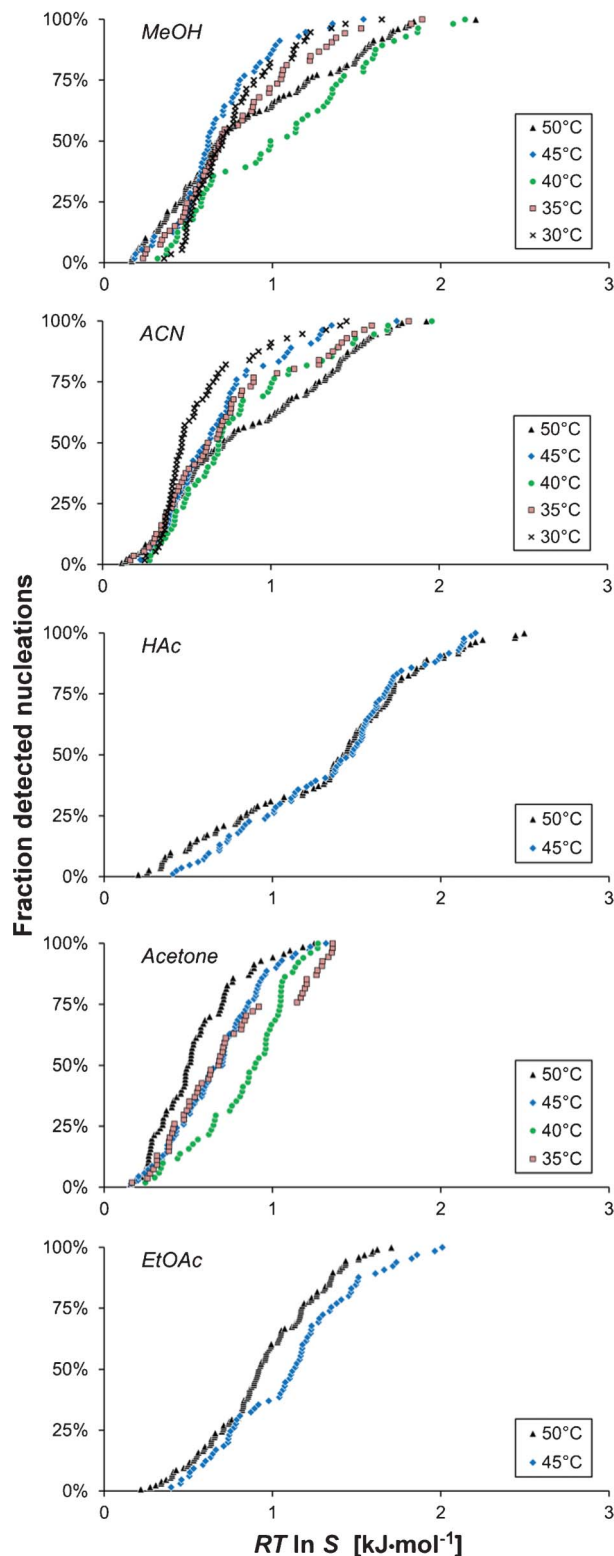 Fraction detected nucleations
MeOH
100%
75%
50%
25%
0%
0
1
2
3
50°C
45°C
40°C
35°C
30°C
ACN
100%
75%
50%
25%
0%
0
1
2
3
50°C
45°C
40°C
35°C
30°C
HAc
100%
75%
50%
25%
0%
0
1
2
3
50°C
45°C
Acetone
100%
75%
50%
25%
0%
0
1
2
3
50°C
45°C
40°C
35°C
EtOAc
100%
75%
50%
25%
0%
0
1
2
3
50°C
45°C
RT ln S [kJ·mol⁻¹]